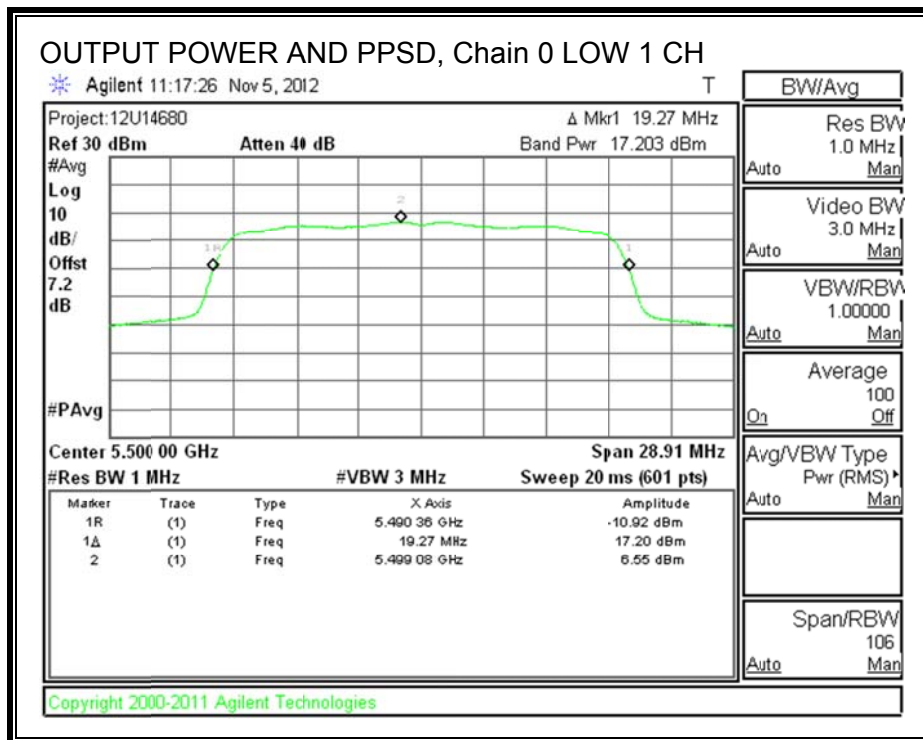 OUTPUT POWER AND PPSD, Chain 0 LOW 1 CH
Agilent 11:17:26 Nov 5, 2012 T
Project:12U14680
Δ Mkr1 19.27 MHz
Ref 30 dBm Atten 40 dB Band Pwr 17.203 dBm
#Avg
Log
10
dB/
Offst
7.2
dB
#PAvg
1R
2
1
Center 5.500 00 GHz Span 28.91 MHz
#Res BW 1 MHz #VBW 3 MHz Sweep 20 ms (601 pts)
Marker Trace Type X Axis Amplitude
1R (1) Freq 5.490 36 GHz -10.92 dBm
1Δ (1) Freq 19.27 MHz 17.20 dBm
2 (1) Freq 5.499 08 GHz 6.55 dBm
BW/Avg
Res BW
1.0 MHz
Auto Man
Video BW
3.0 MHz
Auto Man
VBW/RBW
1.00000
Auto Man
Average
100
On Off
Avg/VBW Type
Pwr (RMS)
Auto Man
Span/RBW
106
Auto Man
Copyright 2000-2011 Agilent Technologies